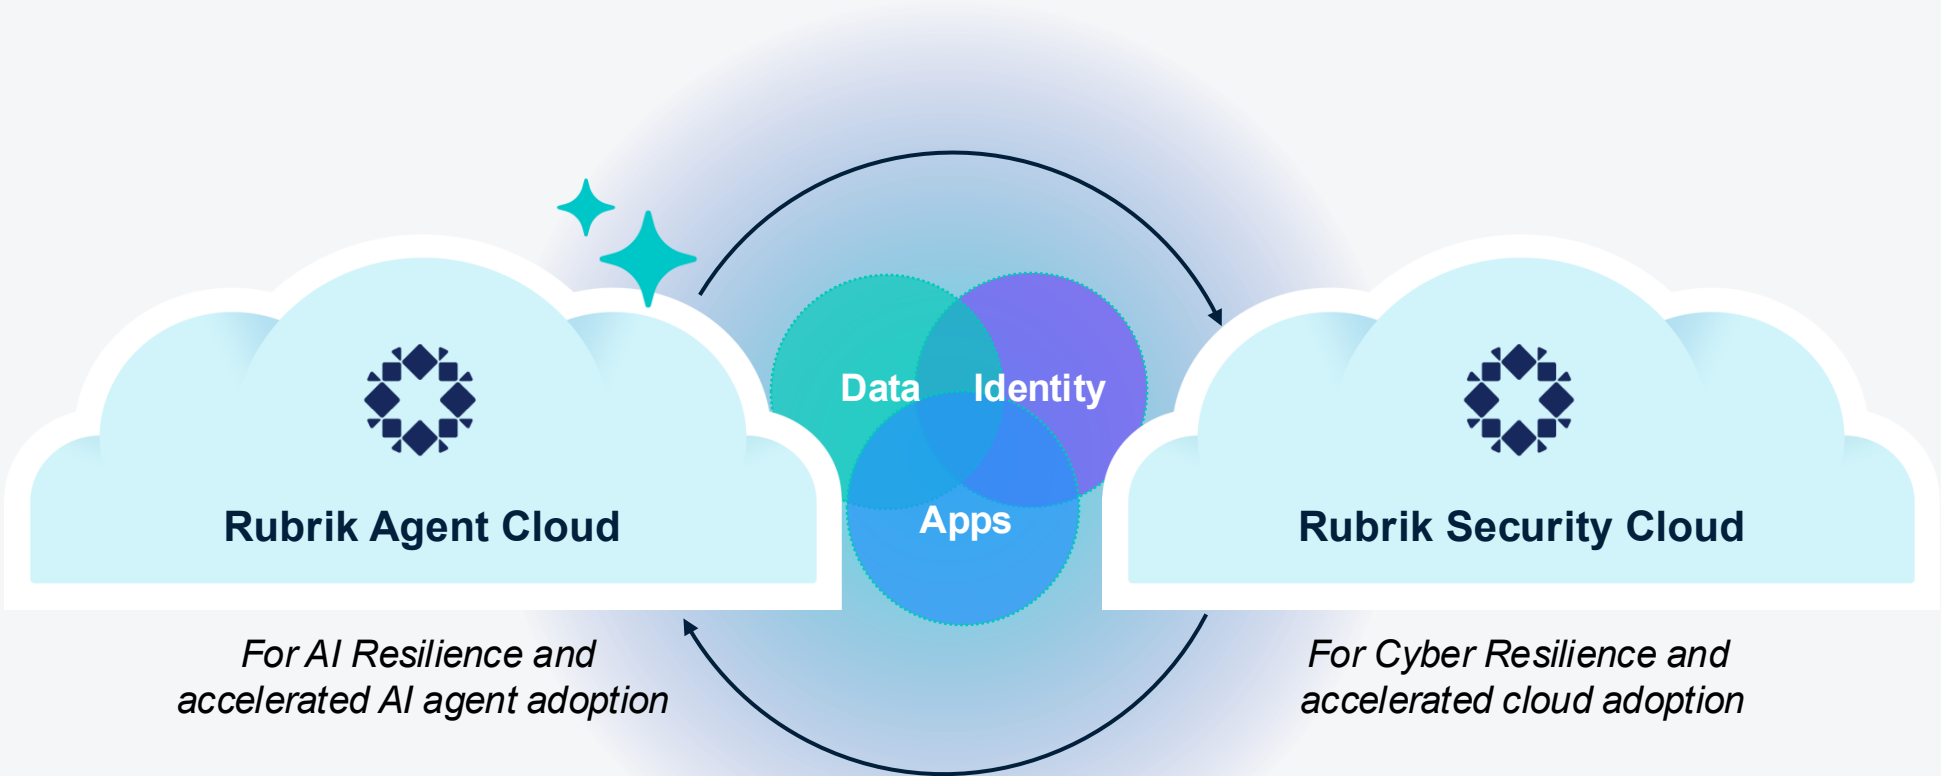 Data
Identity
Apps
Rubrik Agent Cloud
For AI Resilience and
accelerated AI agent adoption
Rubrik Security Cloud
For Cyber Resilience and
accelerated cloud adoption